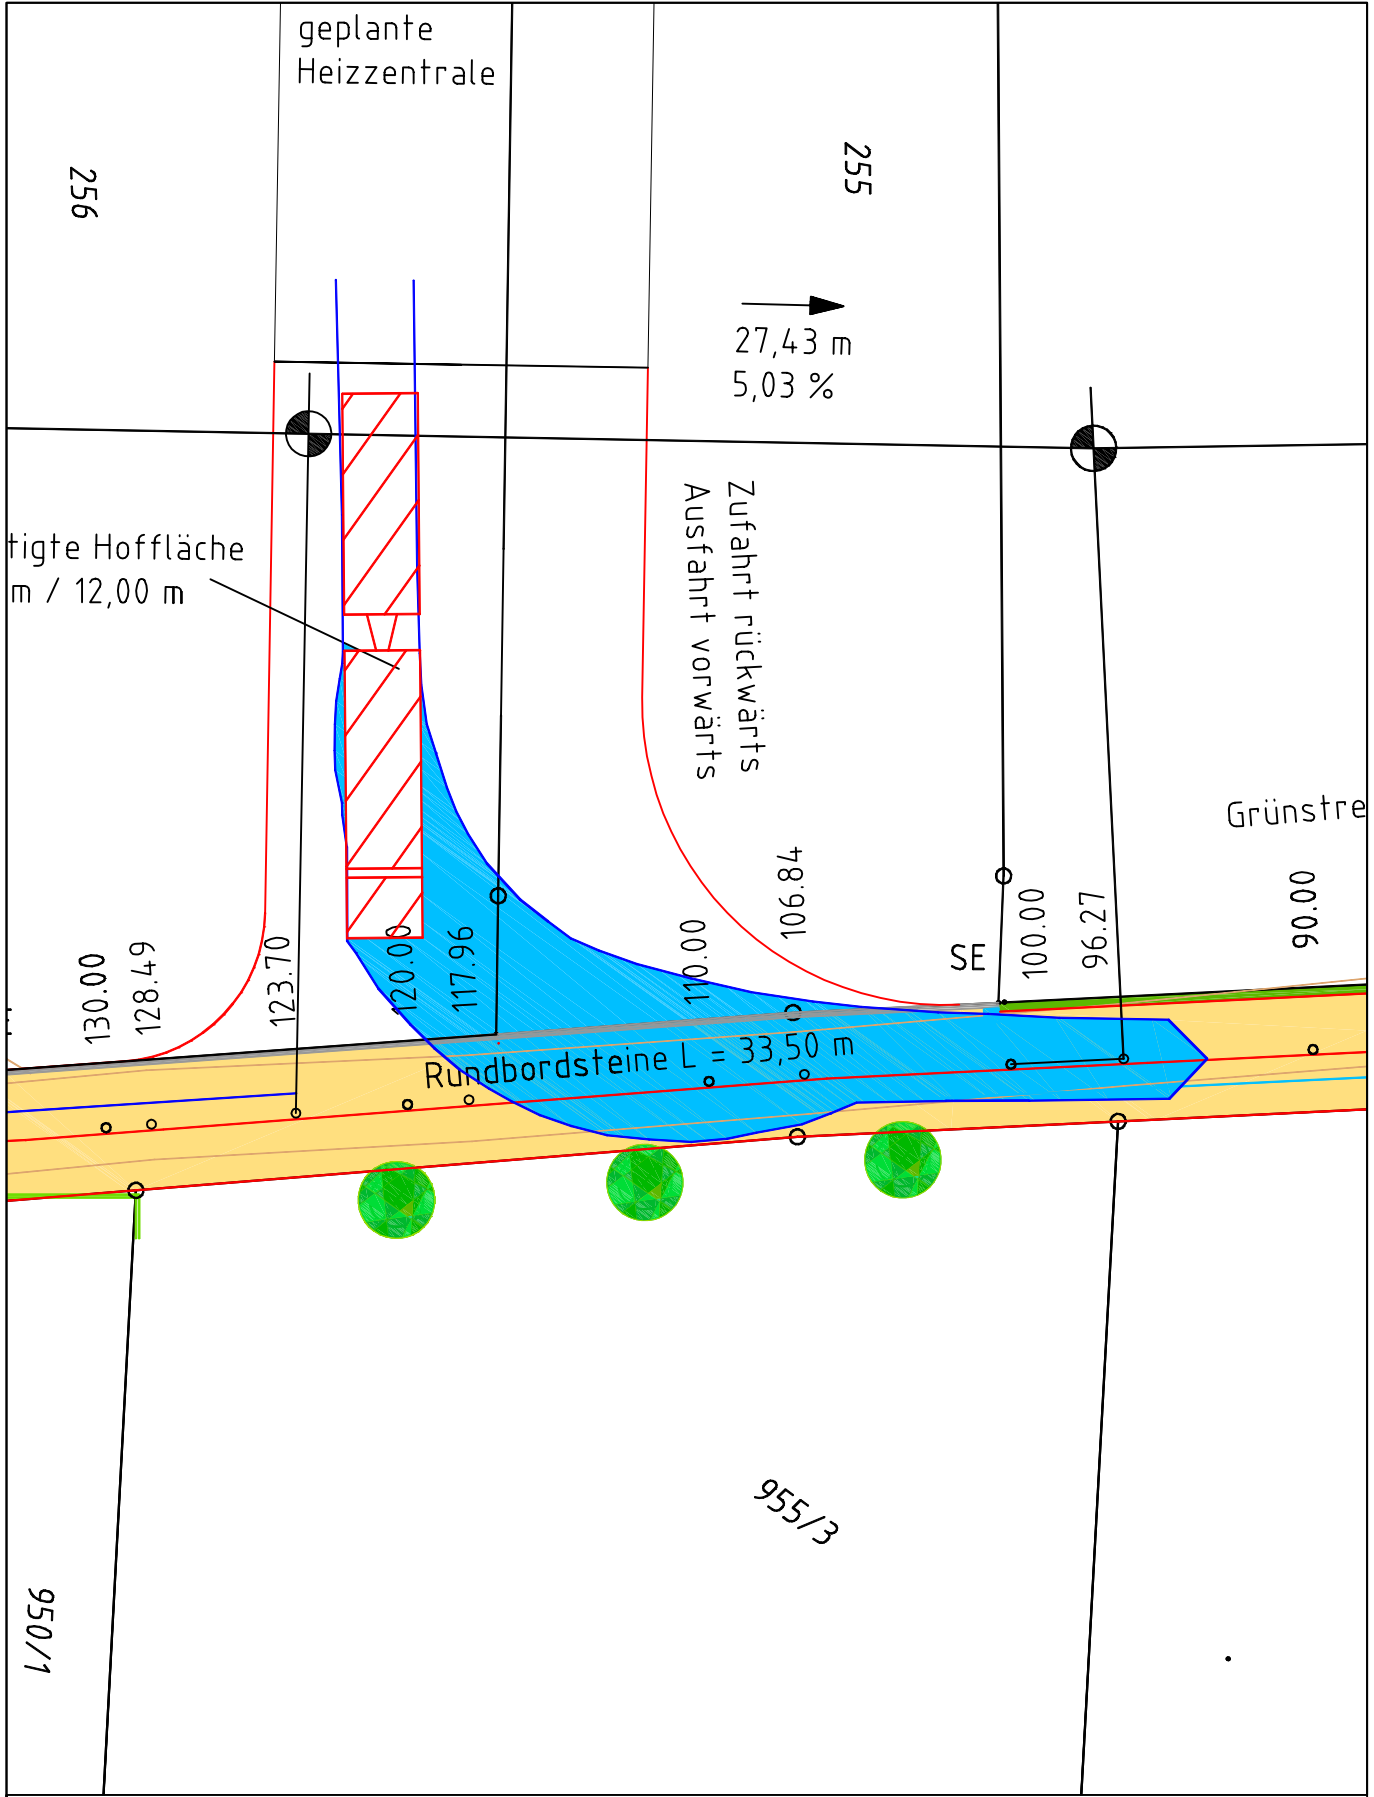 geplante
Heizzentrale
256
255
27,43 m
5,03 %
tigte Hoffläche
m / 12,00 m
Zufahrt rückwärts
Ausfahrt vorwärts
Grünstre
130.00
128.49
123.70
120.00
117.96
110.00
106.84
SE
100.00
96.27
90.00
Rundbordsteine L = 33,50 m
955/3
950/1